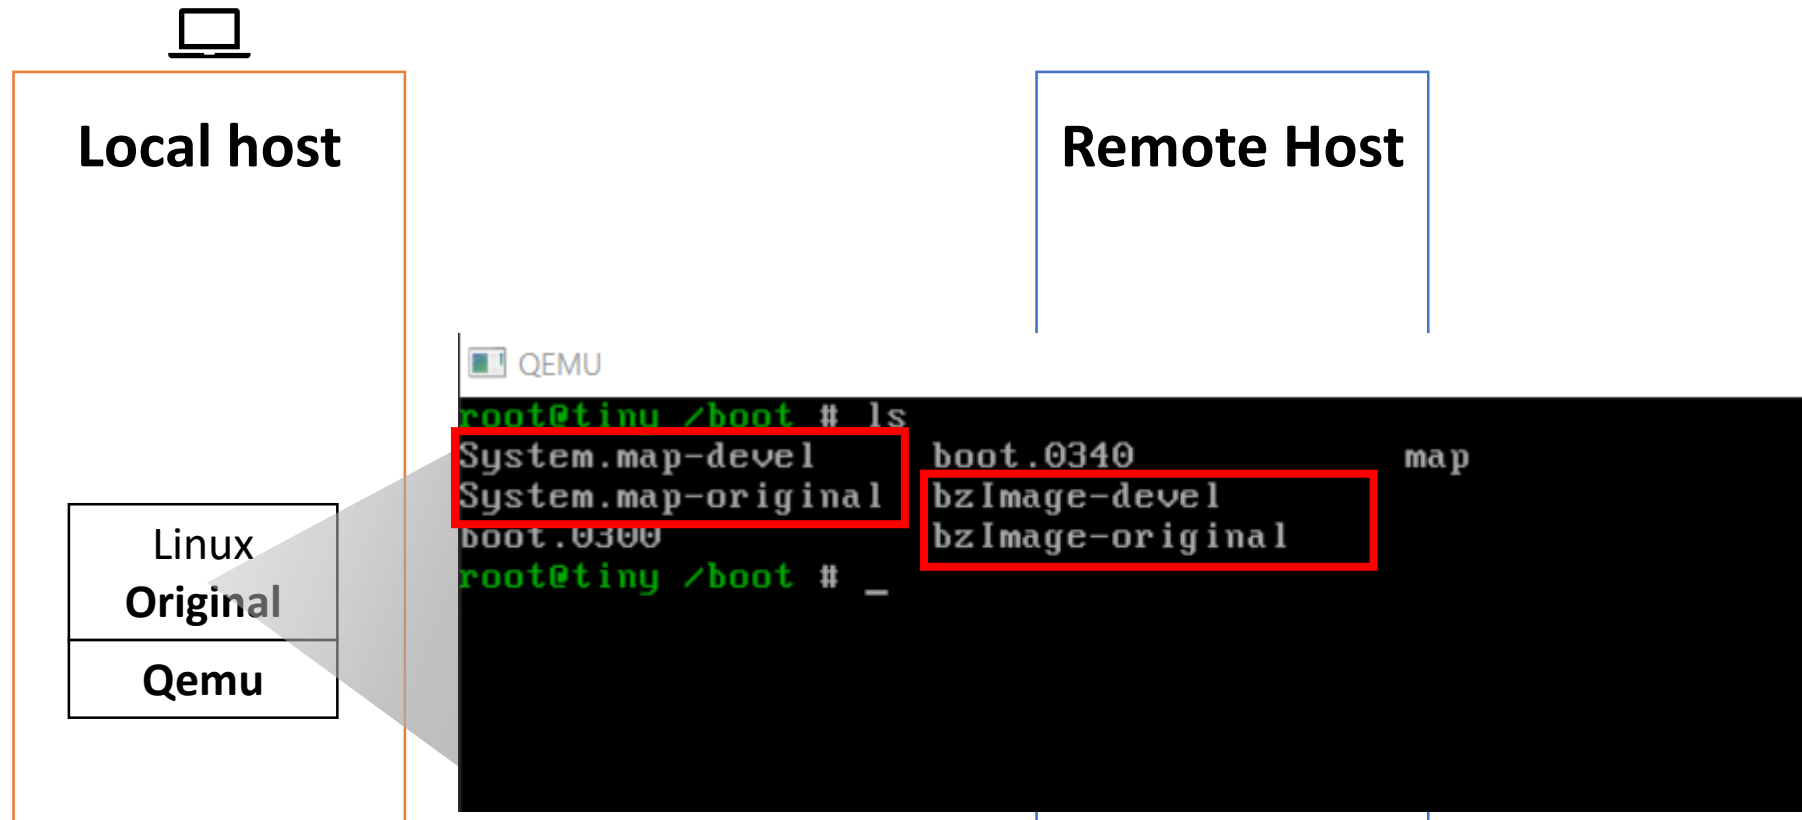 Local host
Remote Host
QEMU
root@tiny /boot # ls
System.map-devel boot.0340 map
System.map-original bzImage-devel
boot.0300 bzImage-original
root@tiny /boot # _
Linux
Original
Qemu